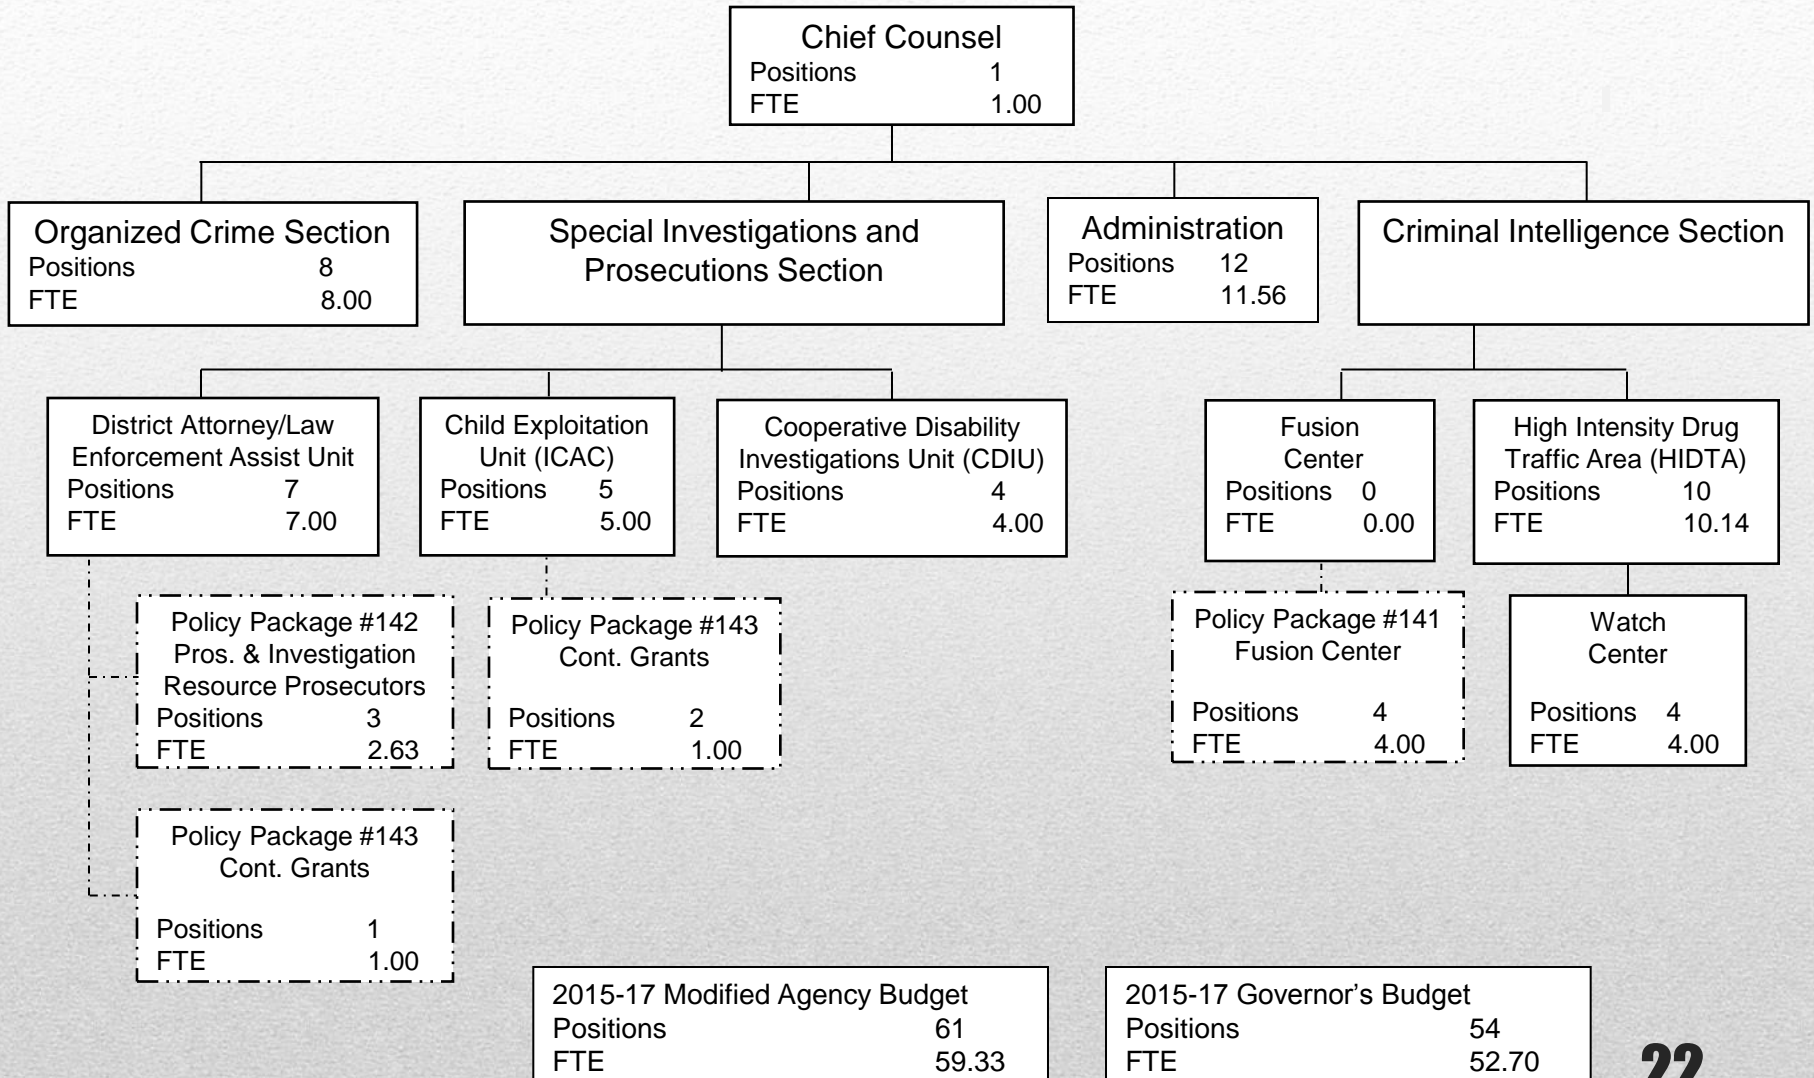 Chief Counsel
Positions 1
FTE 1.00
Organized Crime Section
Positions 8
FTE 8.00
Special Investigations and
Prosecutions Section
Administration
Positions 12
FTE 11.56
Criminal Intelligence Section
District Attorney/Law
Enforcement Assist Unit
Positions 7
FTE 7.00
Child Exploitation
Unit (ICAC)
Positions 5
FTE 5.00
Cooperative Disability
Investigations Unit (CDIU)
Positions 4
FTE 4.00
Fusion
Center
Positions 0
FTE 0.00
High Intensity Drug
Traffic Area (HIDTA)
Positions 10
FTE 10.14
Policy Package #142
Pros. & Investigation
Resource Prosecutors
Positions 3
FTE 2.63
Policy Package #143
Cont. Grants
Positions 2
FTE 1.00
Policy Package #141
Fusion Center
Positions 4
FTE 4.00
Watch
Center
Positions 4
FTE 4.00
Policy Package #143
Cont. Grants
Positions 1
FTE 1.00
2015-17 Modified Agency Budget
Positions 61
FTE 59.33
2015-17 Governor’s Budget
Positions 54
FTE 52.70
22